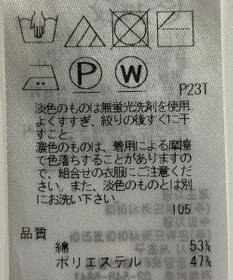 P
W
P23T
淡色のものは無蛍光洗剤を使用
よくすすぎ、絞りの後すぐに干
すこと。
濃色のものは、着用による摩擦
で色落ちすることがありますの
で、組合せの衣服にご注意くださ
い。また、淡色のものとは別に
お洗い下さい。
105
品質
綿 53%
ポリエステル 47%